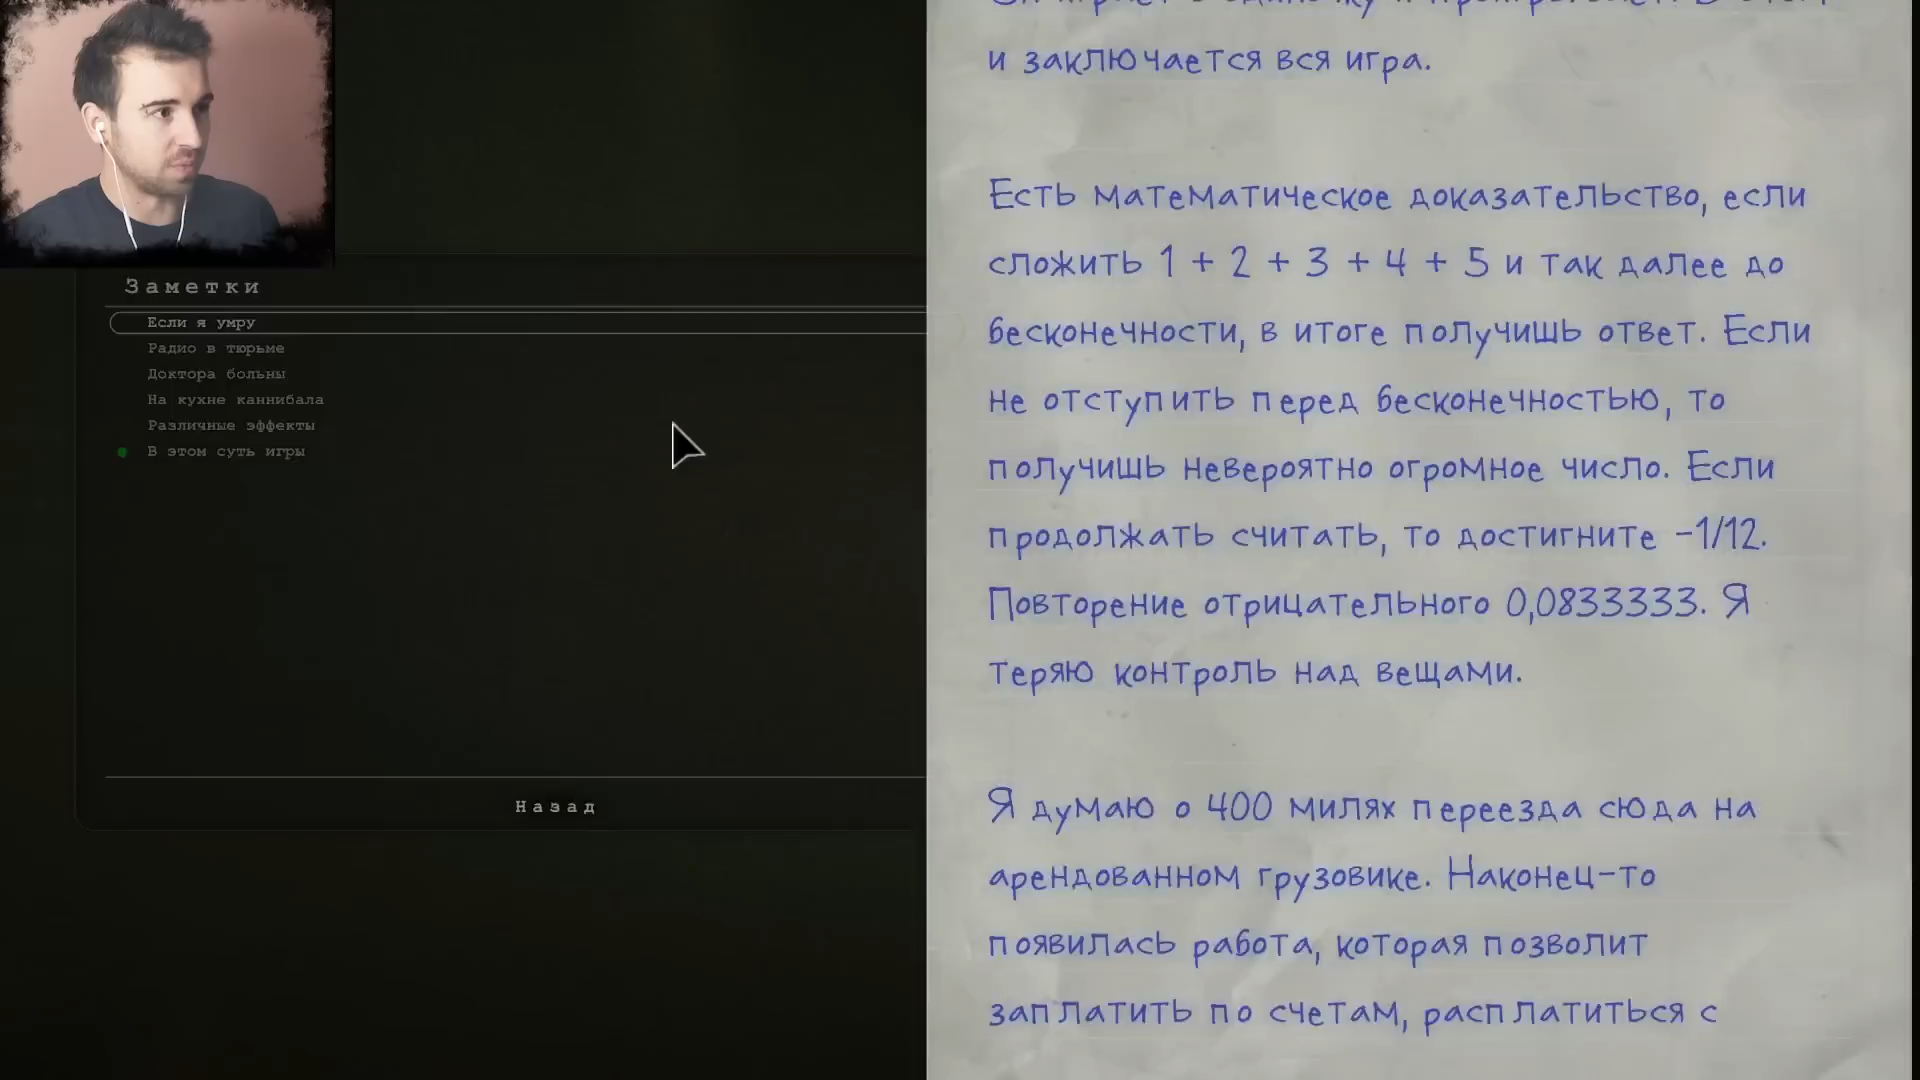 и заключается вся игра.
Есть математическое доказательство, если
сложить 1 + 2 + 3 + 4 + 5 и так далее до
бесконечности, в итоге получишь ответ. Если
не отступить перед бесконечностью, то
получишь невероятно огромное число. Если
продолжать считать, то достигните -1/12.
Повторение отрицательного 0,0833333. Я
теряю контроль над вещами.
Я думаю о 400 милях переезда сюда на
арендованном грузовике. Наконец-то
появилась работа, которая позволит
заплатить по счетам, расплатиться с
Заметки
Если я умру
Радио в тюрьме
Доктора больны
На кухне каннибала
Различные эффекты
В этом суть игры
Назад